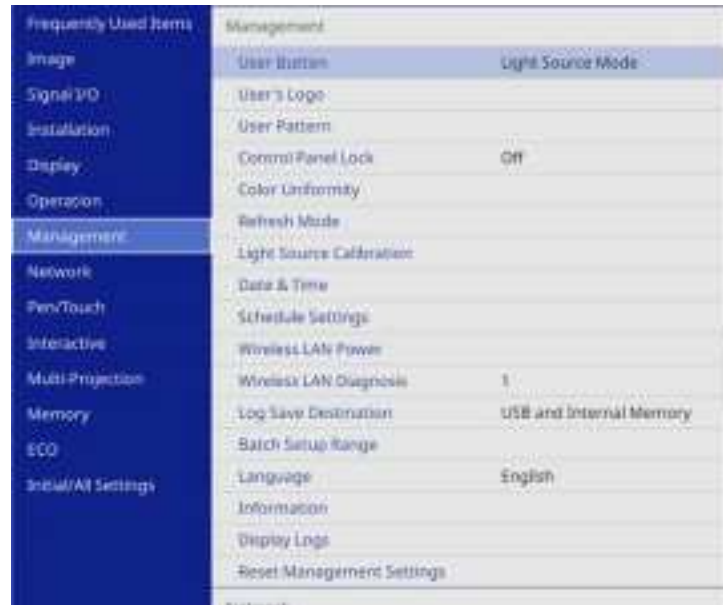 Frequently Used Items
Image
Signal I/O
Installation
Display
Operation
Management
Network
Pen/Touch
Interactive
Multi-Projection
Memory
ECO
Initial/All Settings
Management
User Button Light Source Mode
User's Logo
User Pattern
Control Panel Lock Off
Color Uniformity
Refresh Mode
Light Source Calibration
Date & Time
Schedule Settings
Wireless LAN Power
Wireless LAN Diagnosis 1
Log Save Destination USB and Internal Memory
Batch Setup Range
Language English
Information
Display Logs
Reset Management Settings